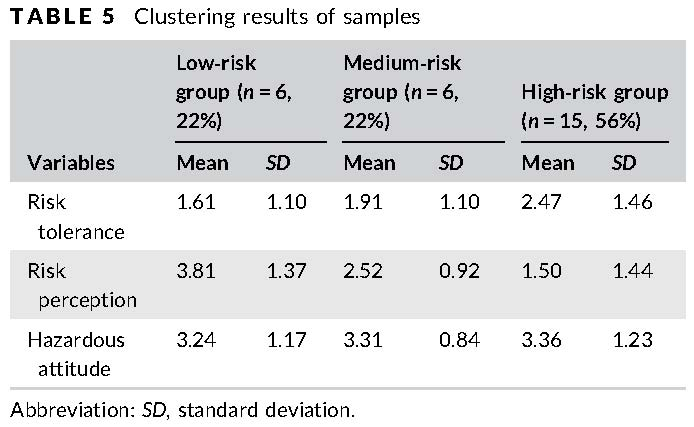 TABLE 5 Clustering results of samples
Low-risk group (n = 6, 22%) Medium-risk group (n = 6, 22%) High-risk group (n = 15, 56%)
Variables Mean SD Mean SD Mean SD
Risk tolerance 1.61 1.10 1.91 1.10 2.47 1.46
Risk perception 3.81 1.37 2.52 0.92 1.50 1.44
Hazardous attitude 3.24 1.17 3.31 0.84 3.36 1.23
Abbreviation: SD, standard deviation.